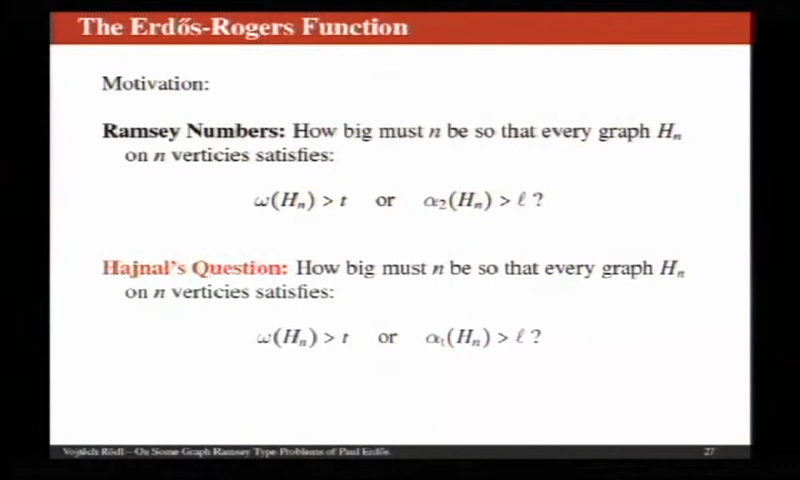 The Erdős-Rogers Function
Motivation:
Ramsey Numbers: How big must n be so that every graph Hₙ
on n verticies satisfies:
ω(Hₙ) > t or α₂(Hₙ) > ℓ ?
Hajnal's Question: How big must n be so that every graph Hₙ
on n verticies satisfies:
ω(Hₙ) > t or αₜ(Hₙ) > ℓ ?
Vojtěch Rödl—On Some Graph Ramsey Type Problems of Paul Erdős
27